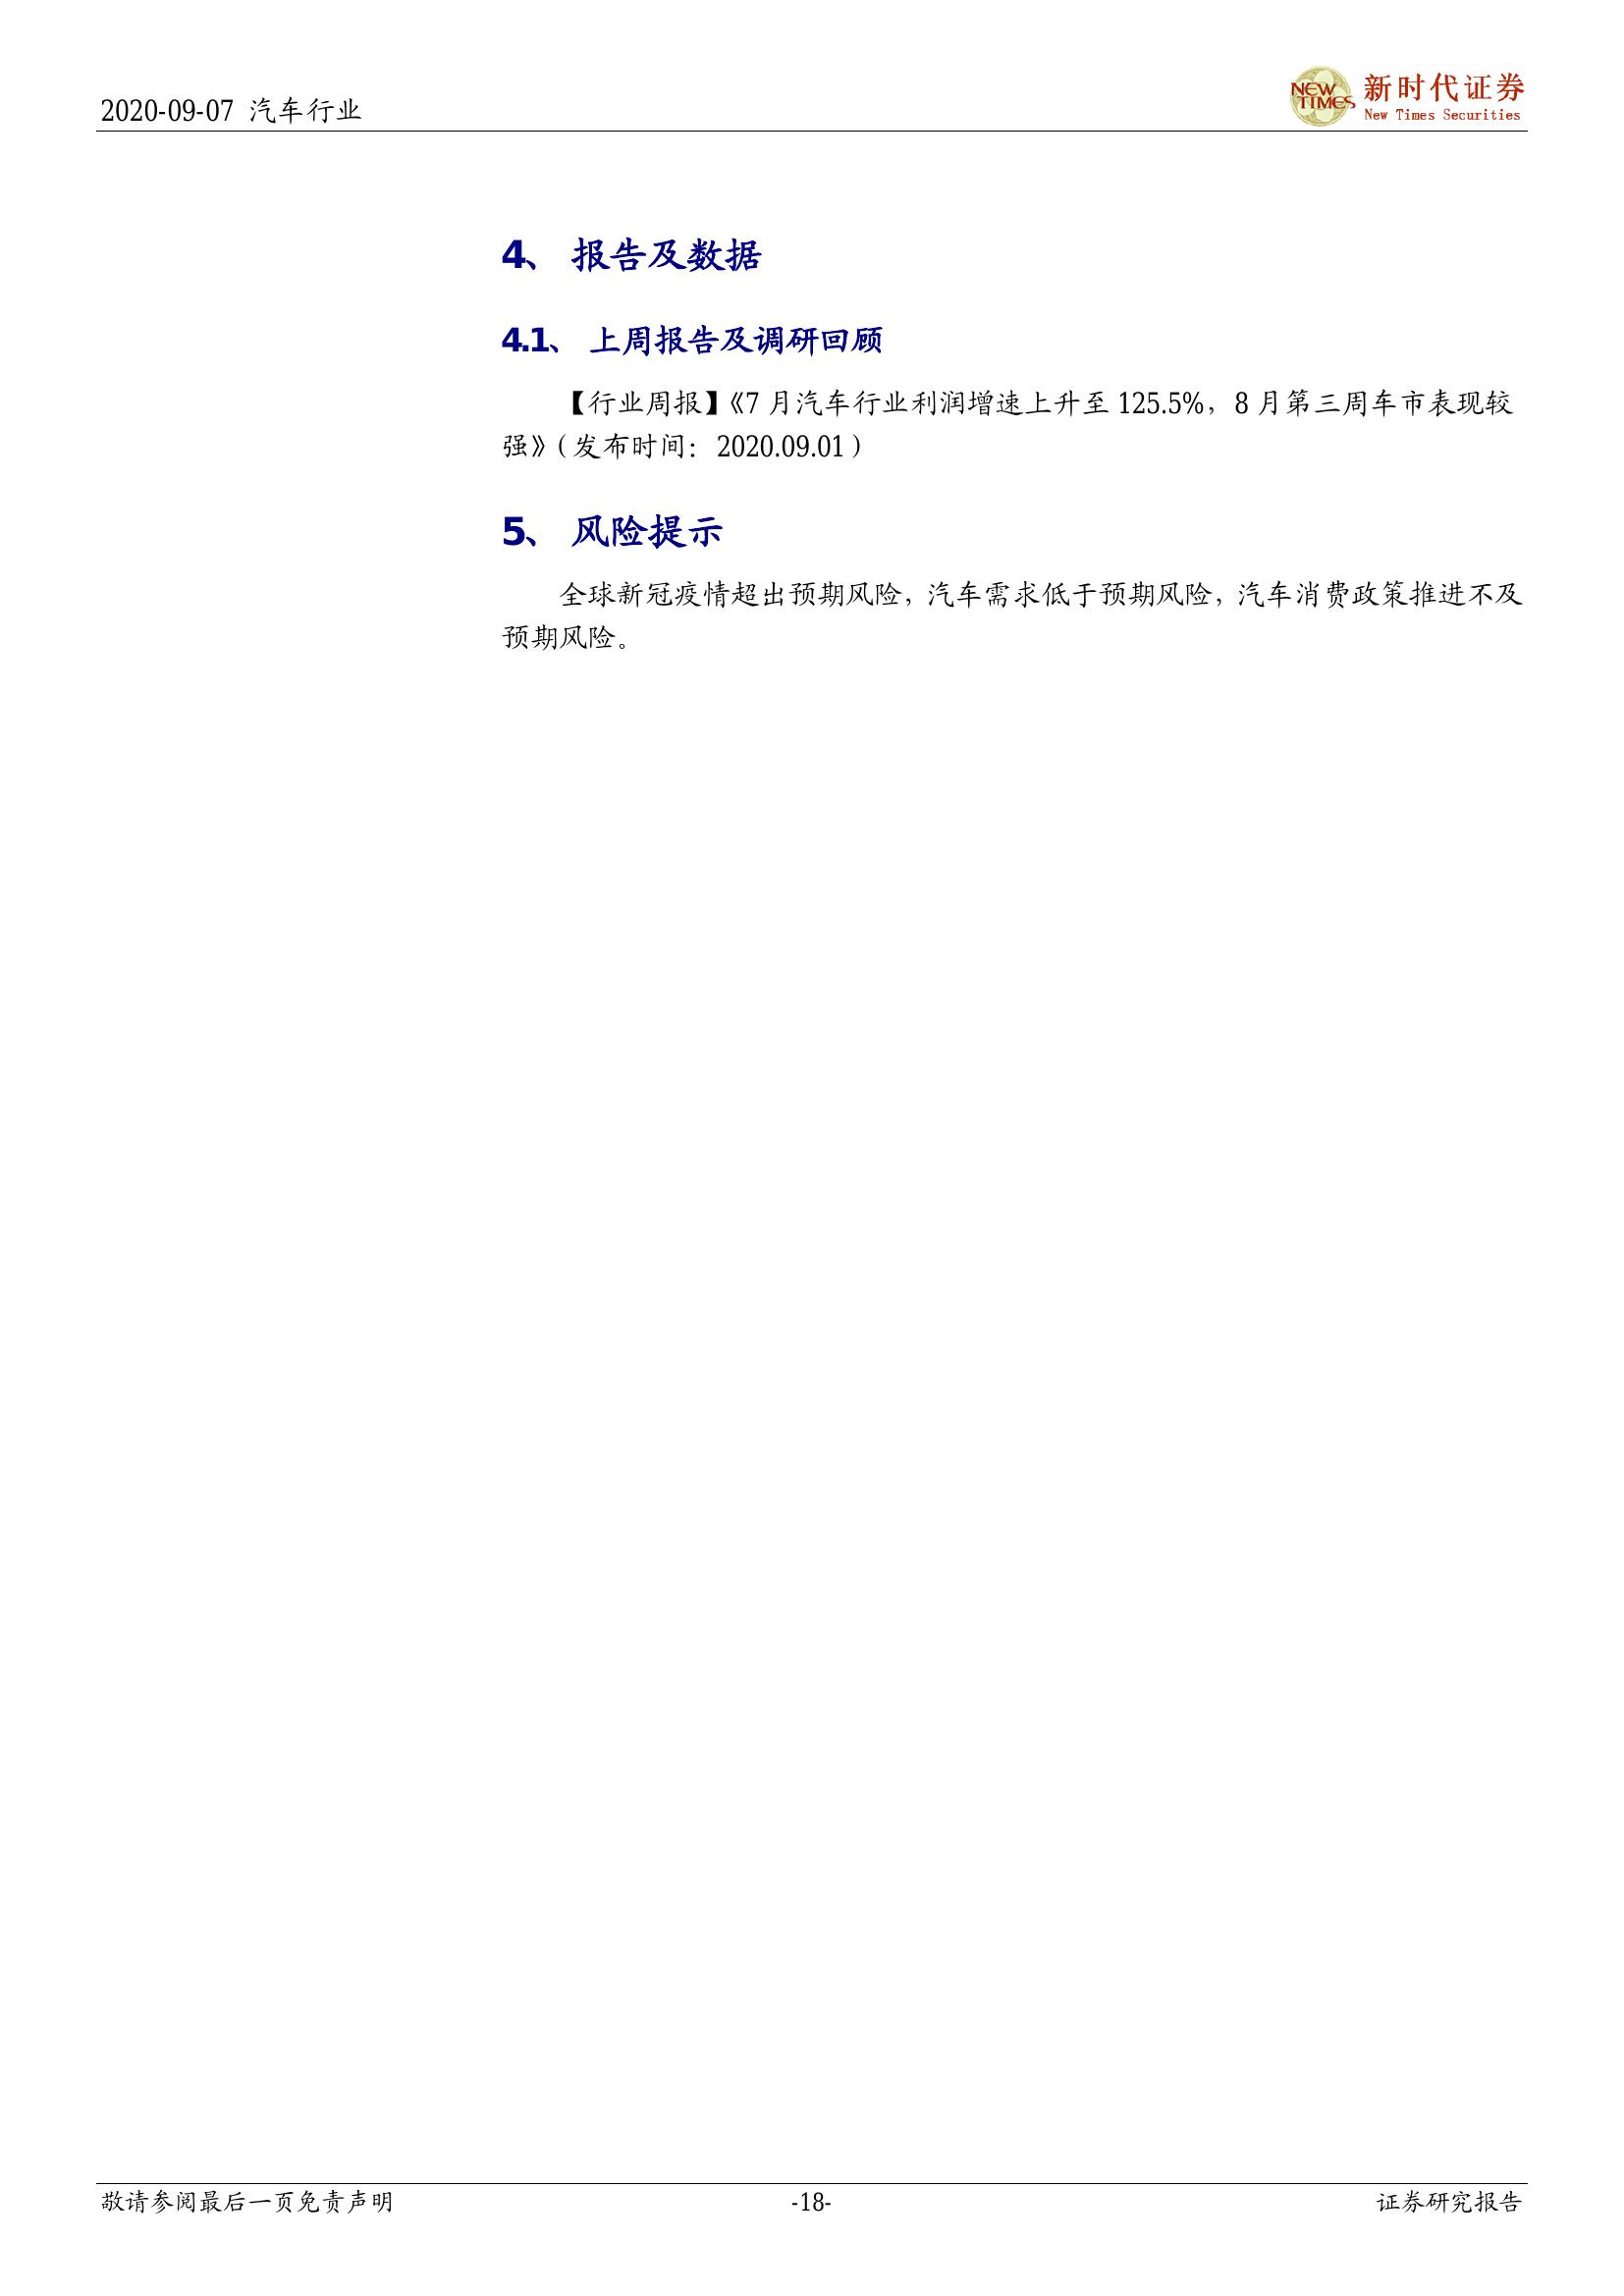 2020-09-07 汽车行业
NEW TIMES
新时代证券
New Times Securities
4、 报告及数据
4.1、 上周报告及调研回顾
【行业周报】《7 月汽车行业利润增速上升至 125.5%，8 月第三周车市表现较
强》（发布时间：2020.09.01）
5、 风险提示
全球新冠疫情超出预期风险，汽车需求低于预期风险，汽车消费政策推进不及
预期风险。
敬请参阅最后一页免责声明
-18-
证券研究报告